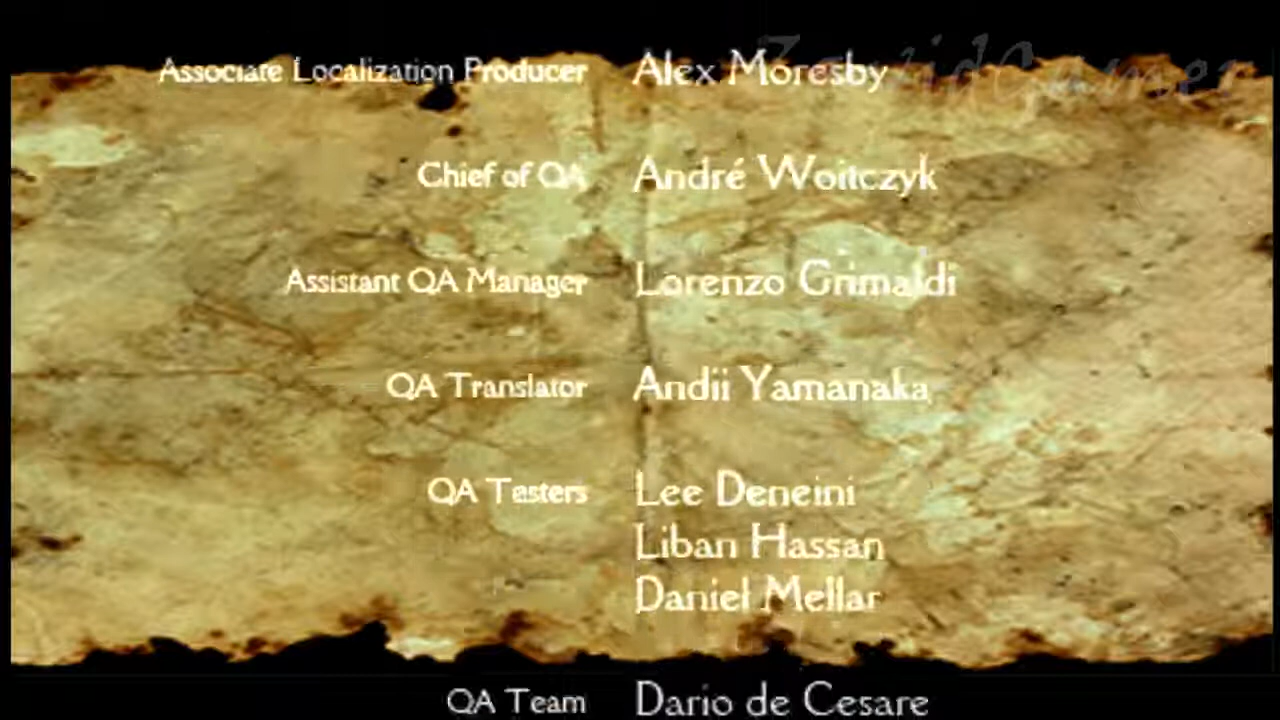 Associate Localization Producer Alex Moresby
Chief of QA André Woitczyk
Assistant QA Manager Lorenzo Grimaldi
QA Translator Andii Yamanaka
QA Testers Lee Deneini
Liban Hassan
Daniel Mellar
QA Team Dario de Cesare